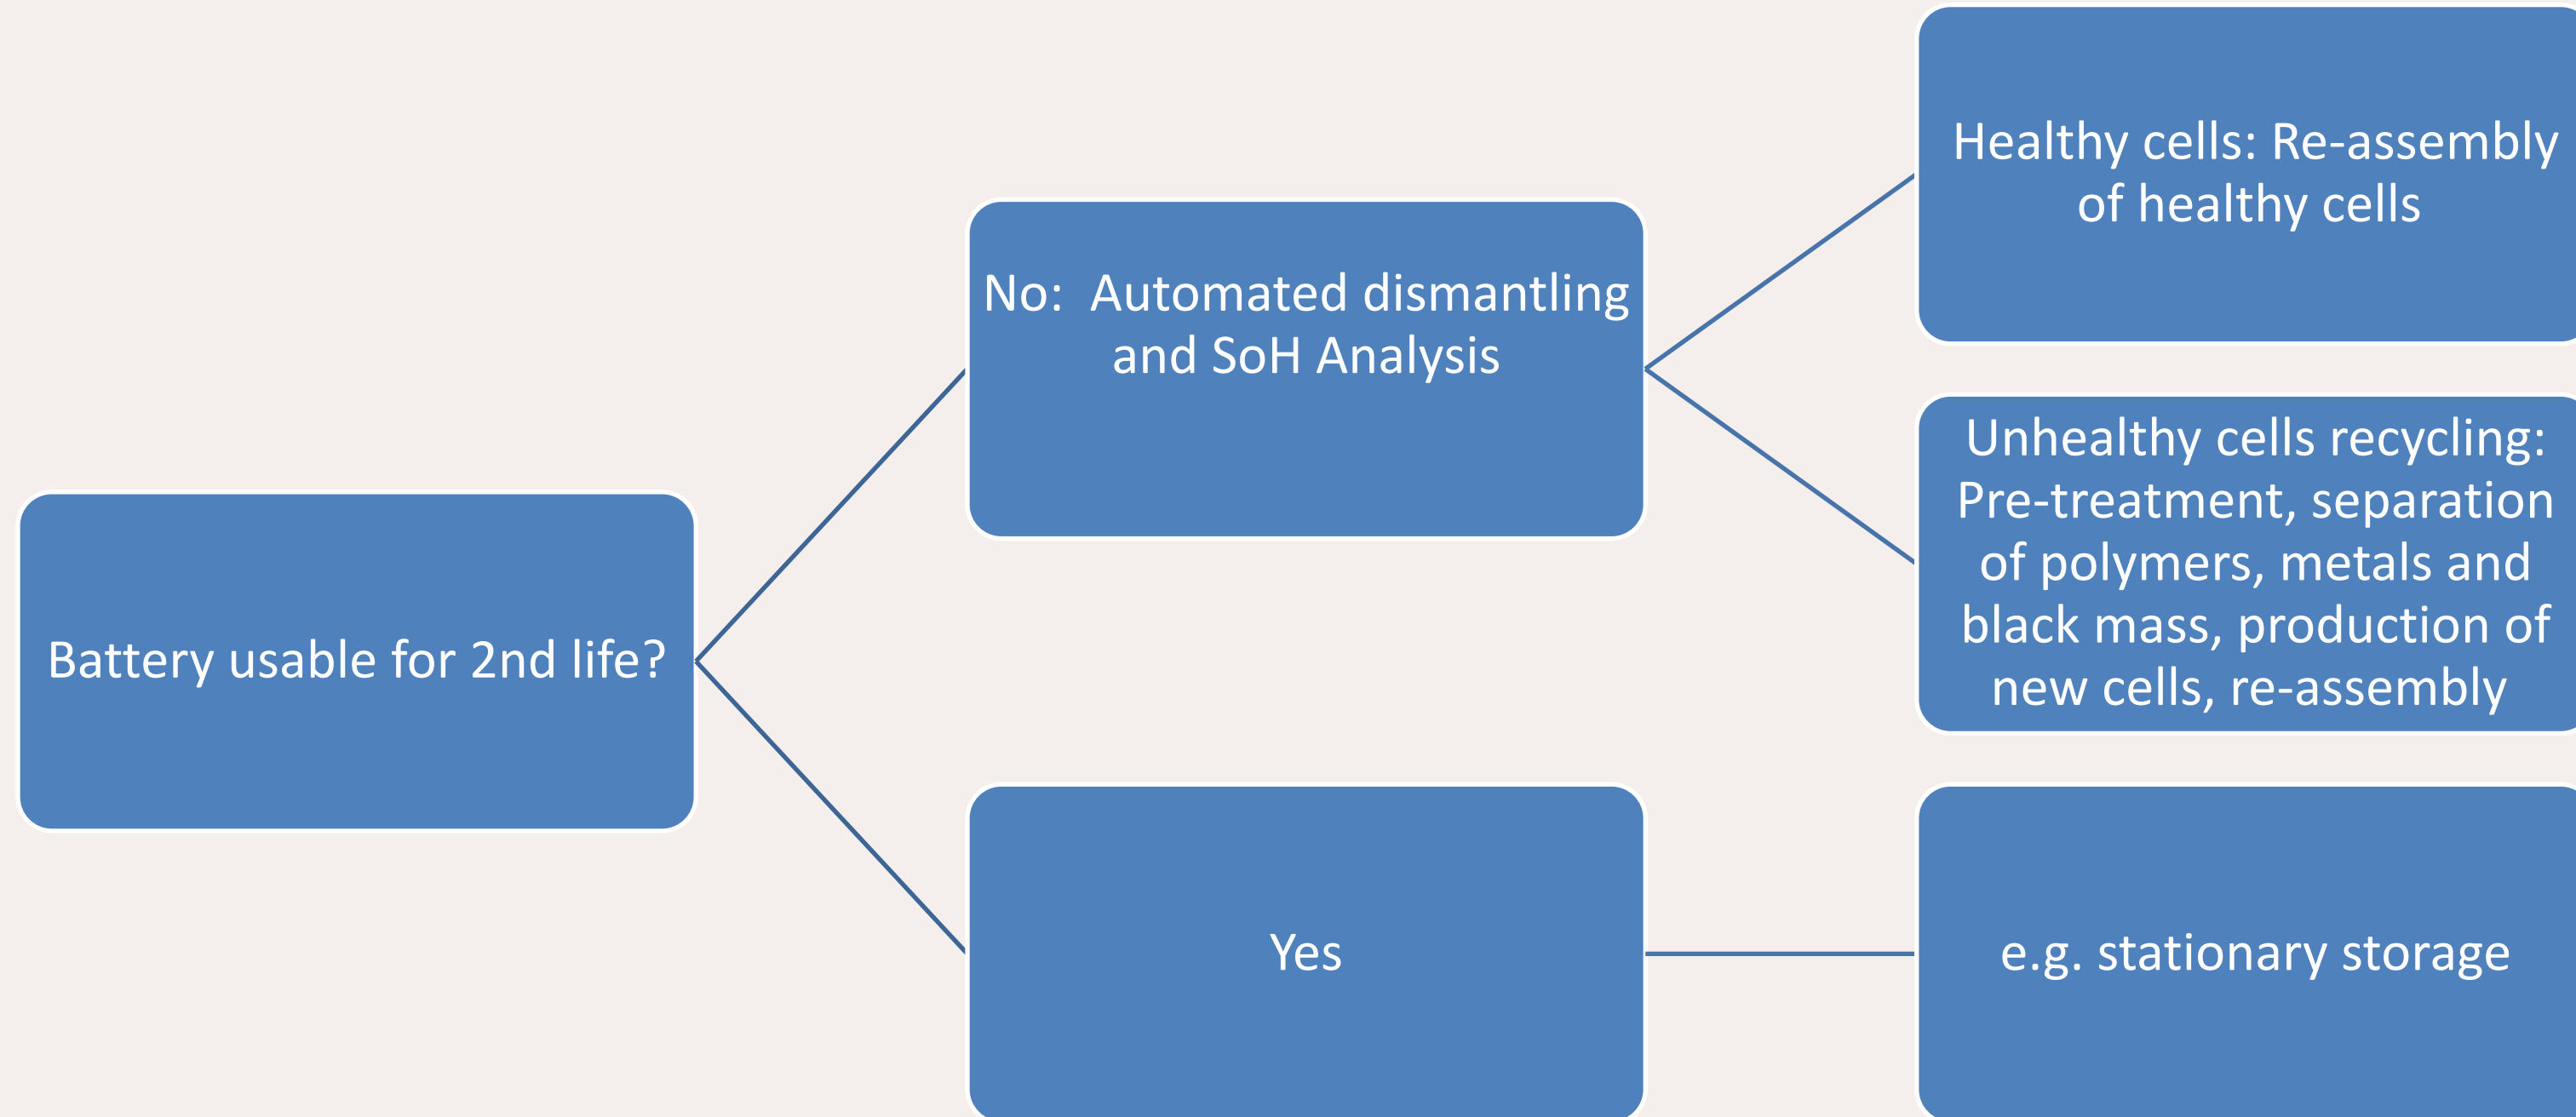 Battery usable for 2nd life?
No:  Automated dismantling
and SoH Analysis
Healthy cells: Re-assembly
of healthy cells
Unhealthy cells recycling:
Pre-treatment, separation
of polymers, metals and
black mass, production of
new cells, re-assembly
Yes
e.g. stationary storage